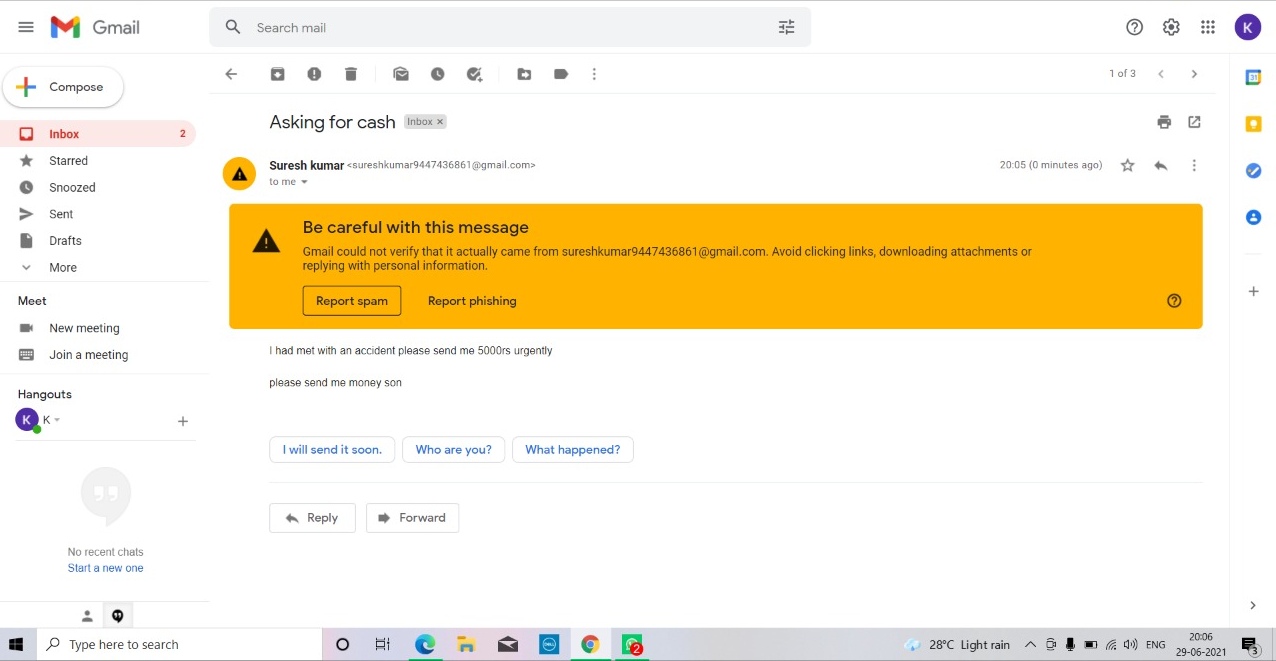 Gmail
Search mail
K
Compose
1 of 3
31
Inbox 2
Asking for cash Inbox ×
Starred
Suresh kumar <sureshkumar9447436861@gmail.com> 20:05 (0 minutes ago)
to me
Snoozed
Sent
Drafts
More
Be careful with this message
Gmail could not verify that it actually came from sureshkumar9447436861@gmail.com. Avoid clicking links, downloading attachments or
replying with personal information.
Report spam Report phishing
Meet
New meeting
Join a meeting
I had met with an accident please send me 5000rs urgently
please send me money son
Hangouts
K K
I will send it soon. Who are you? What happened?
Reply Forward
No recent chats
Start a new one
Type here to search
DELL
2
28°C Light rain
ENG
20:06
29-06-2021
3